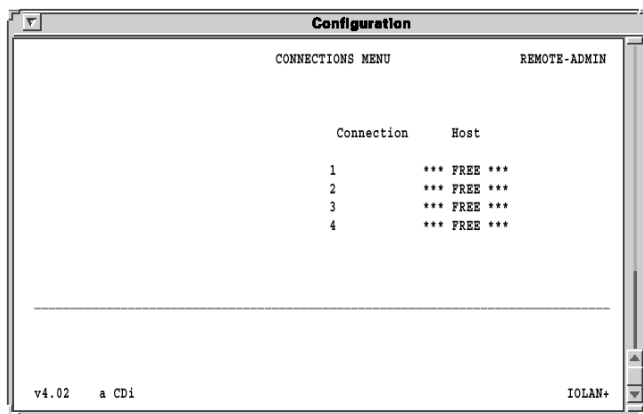 Configuration
CONNECTIONS MENU REMOTE-ADMIN
Connection Host
1 *** FREE ***
2 *** FREE ***
3 *** FREE ***
4 *** FREE ***
v4.02 a CDi IOLAN+